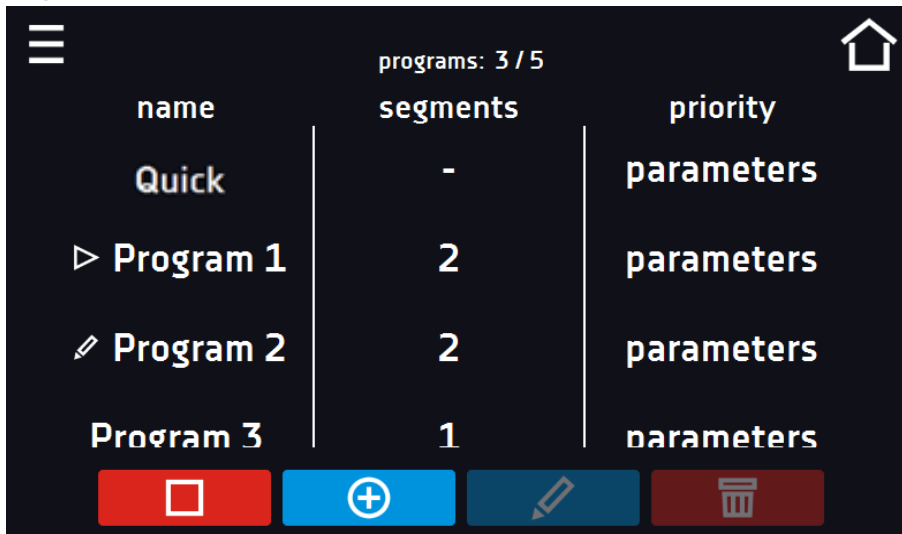 programs: 3 / 5
name segments priority
Quick - parameters
Program 1 2 parameters
Program 2 2 parameters
Program 3 1 parameters